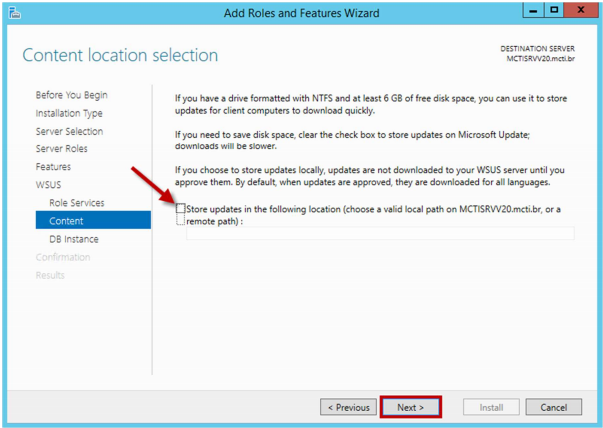 Add Roles and Features Wizard
Content location selection
DESTINATION SERVER
MCTISRVV20.mcti.br
Before You Begin
Installation Type
Server Selection
Server Roles
Features
WSUS
Role Services
Content
DB Instance
Confirmation
Results
If you have a drive formatted with NTFS and at least 6 GB of free disk space, you can use it to store
updates for client computers to download quickly.
If you need to save disk space, clear the check box to store updates on Microsoft Update;
downloads will be slower.
If you choose to store updates locally, updates are not downloaded to your WSUS server until you
approve them. By default, when updates are approved, they are downloaded for all languages.
Store updates in the following location (choose a valid local path on MCTISRVV20.mcti.br, or a
remote path) :
< Previous
Next >
Install
Cancel